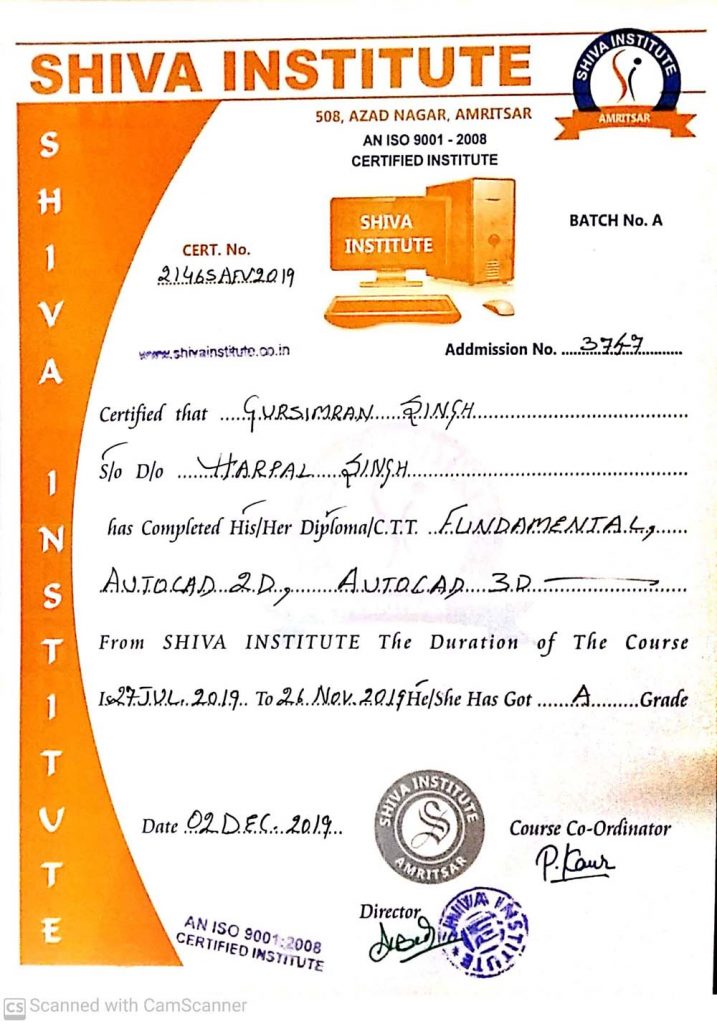 SHIVA INSTITUTE
SHIVA INSTITUTE
AMRITSAR
508, AZAD NAGAR, AMRITSAR
AN ISO 9001 - 2008
CERTIFIED INSTITUTE
SHIVA INSTITUTE
SHIVA
INSTITUTE
BATCH No. A
CERT. No.
2146SAFV2019
www.shivainstitute.co.in
Addmission No. ....3747............
Certified that .....GURSIMRAN SINGH
S/o D/o ......HARPAL SINGH
has Completed His/Her Diploma/C.T.T. ..FUNDAMENTAL,......
AUTOCAD 2D, AUTOCAD 3D
From SHIVA INSTITUTE The Duration of The Course
Is 27 JUL. 2019.. To 26 NOV. 2019 He/She Has Got .......A.........Grade
Date 02 DEC. 2019..
SHIVA INSTITUTE
AMRITSAR
Course Co-Ordinator
P. Kaur
Director
SHIVA INSTITUTE
AN ISO 9001:2008
CERTIFIED INSTITUTE
CS Scanned with CamScanner